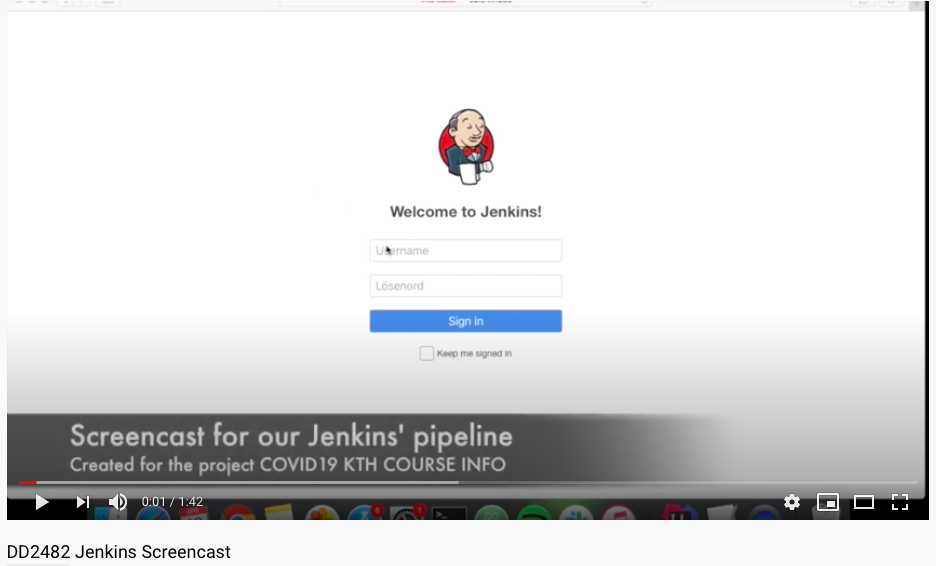 Welcome to Jenkins!
Username
Lösenord
Sign in
Keep me signed in
Screencast for our Jenkins' pipeline
Created for the project COVID19 KTH COURSE INFO
0:01 / 1:42
DD2482 Jenkins Screencast